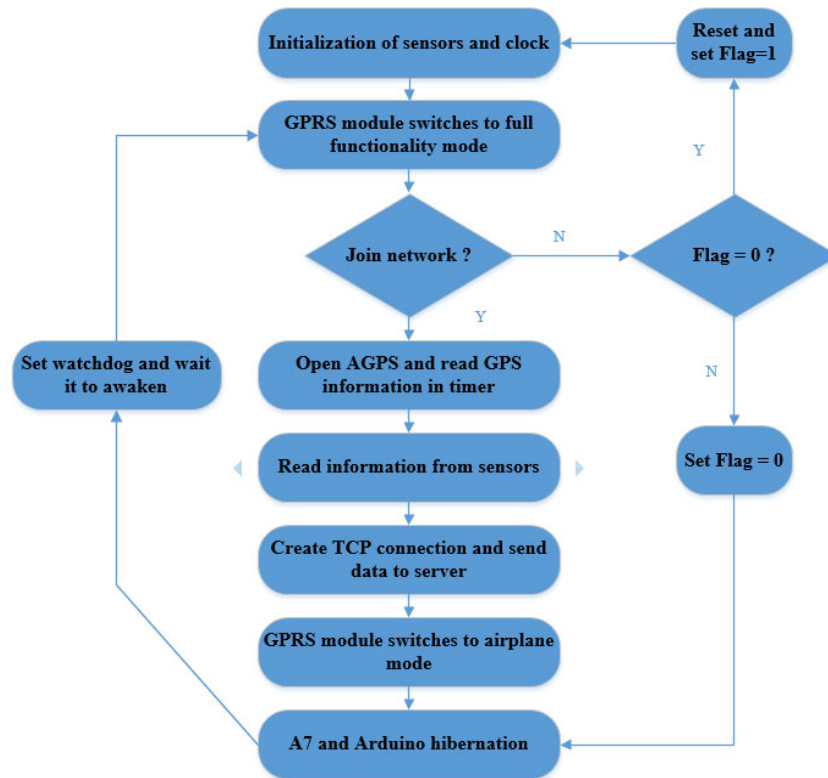 Initialization of sensors and clock
Reset and
set Flag=1
GPRS module switches to full
functionality mode
Y
Join network ?
N
Flag = 0 ?
Y
Set watchdog and wait
it to awaken
Open AGPS and read GPS
information in timer
N
Read information from sensors
Set Flag = 0
Create TCP connection and send
data to server
GPRS module switches to airplane
mode
A7 and Arduino hibernation